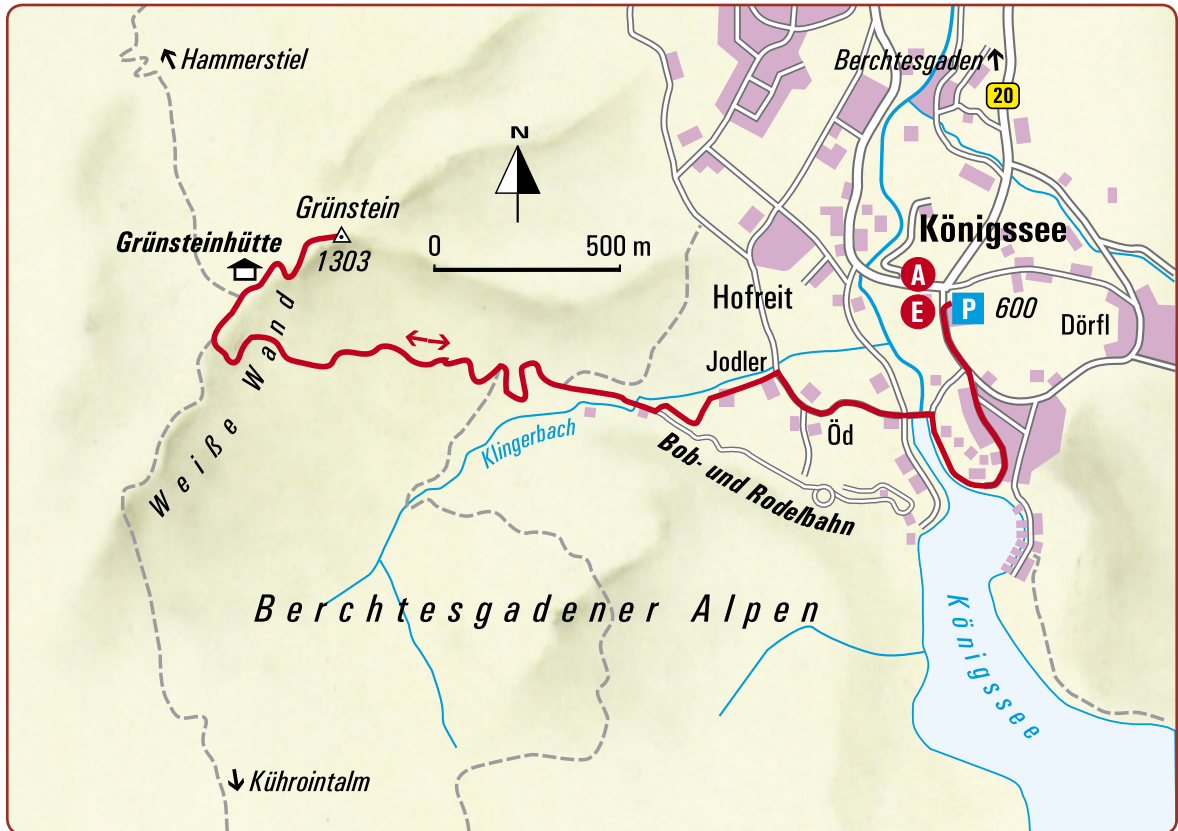 Hammerstiel
Berchtesgaden
20
N
Grünstein
1303
Grünsteinhütte
0 500 m
Königssee
A
E
P 600
Hofreit
Dörfl
Jodler
Weiße Wand
Öd
Klingerbach
Bob- und Rodelbahn
Berchtesgadener Alpen
Königssee
Kührointalm